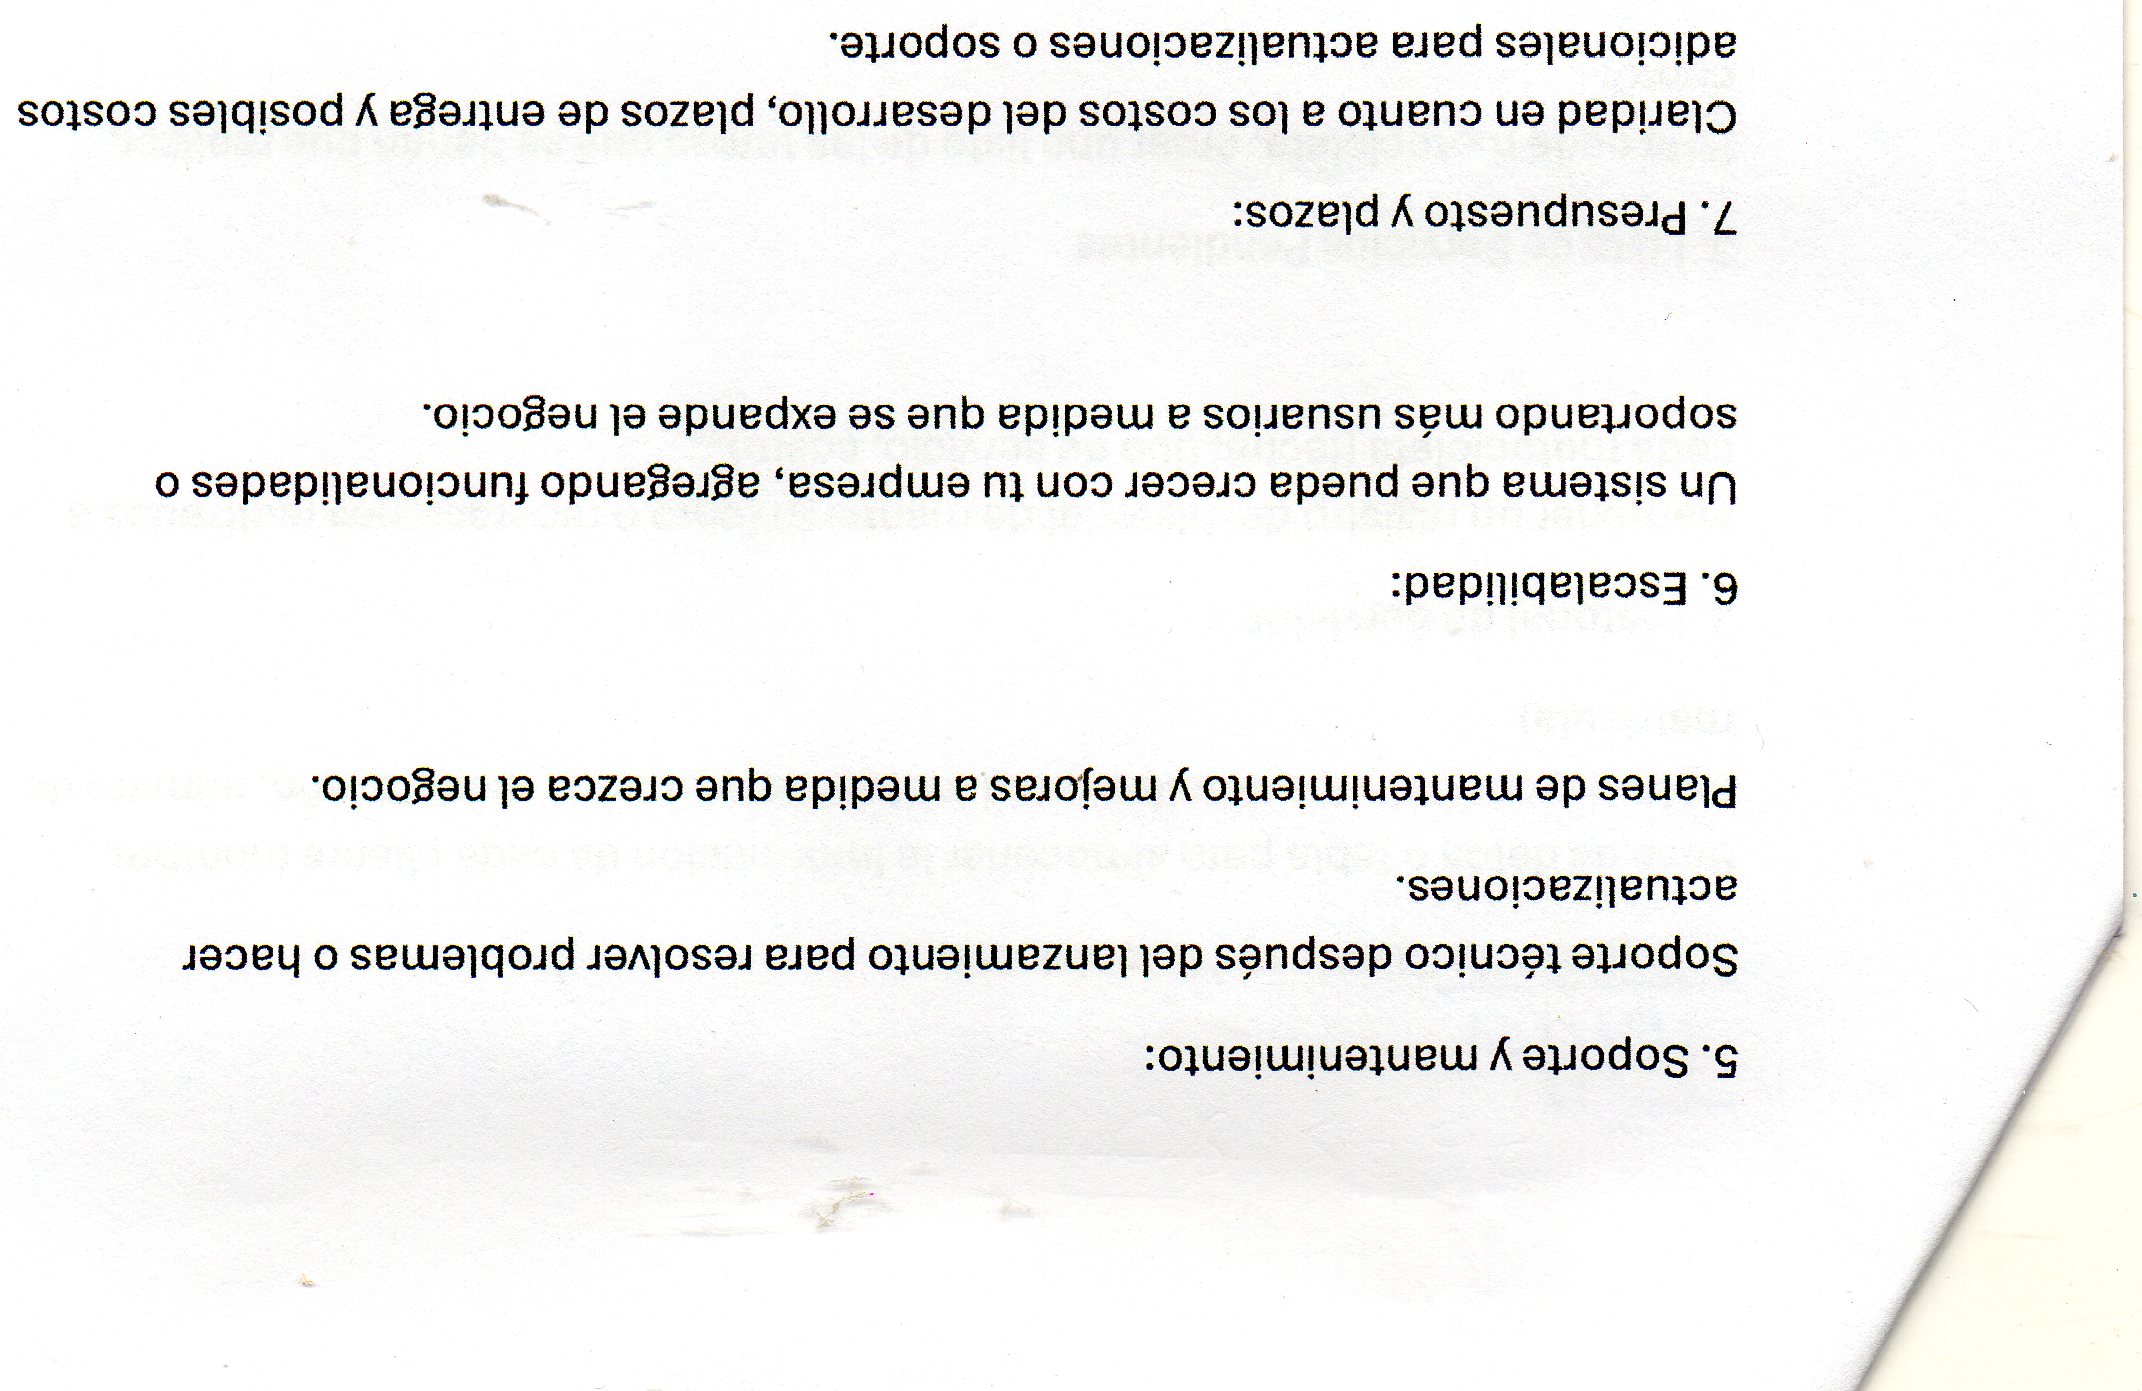 5. Soporte y mantenimiento:
Soporte técnico después del lanzamiento para resolver problemas o hacer
actualizaciones.
Planes de mantenimiento y mejoras a medida que crezca el negocio.
6. Escalabilidad:
Un sistema que pueda crecer con tu empresa, agregando funcionalidades o
soportando más usuarios a medida que se expande el negocio.
7. Presupuesto y plazos:
Claridad en cuanto a los costos del desarrollo, plazos de entrega y posibles costos
adicionales para actualizaciones o soporte.